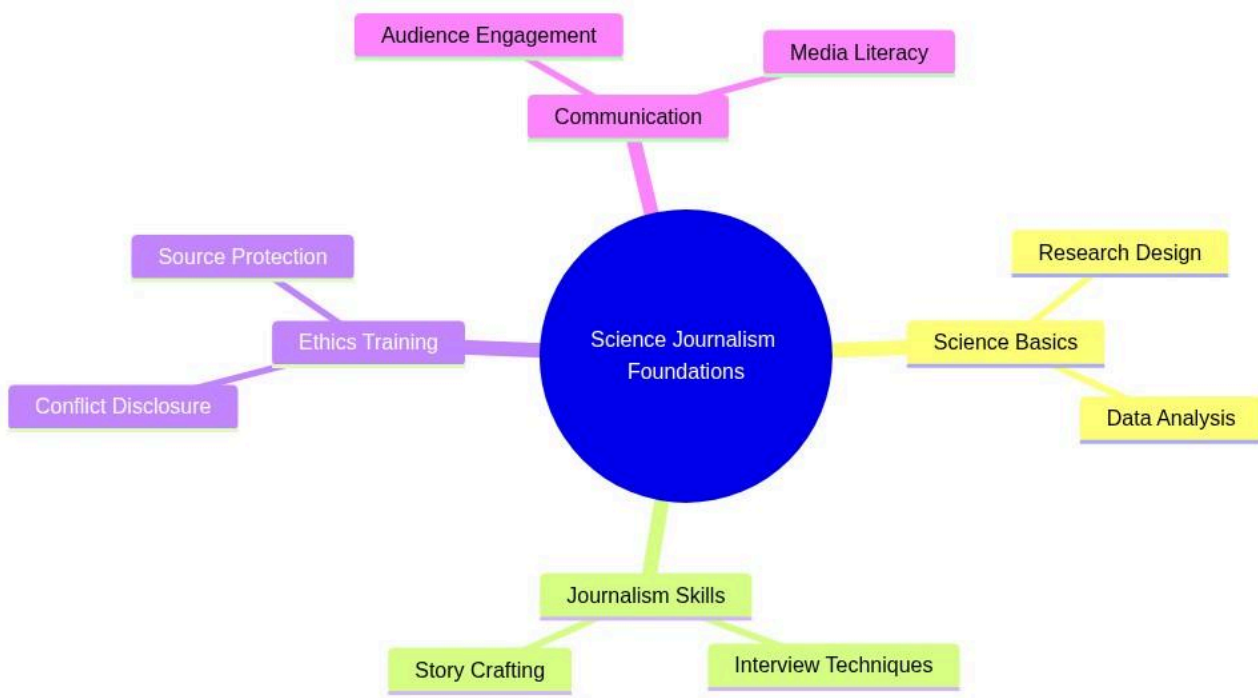 Audience Engagement
Media Literacy
Communication
Source Protection
Research Design
Ethics Training
Science Journalism
Foundations
Science Basics
Conflict Disclosure
Data Analysis
Journalism Skills
Story Crafting
Interview Techniques